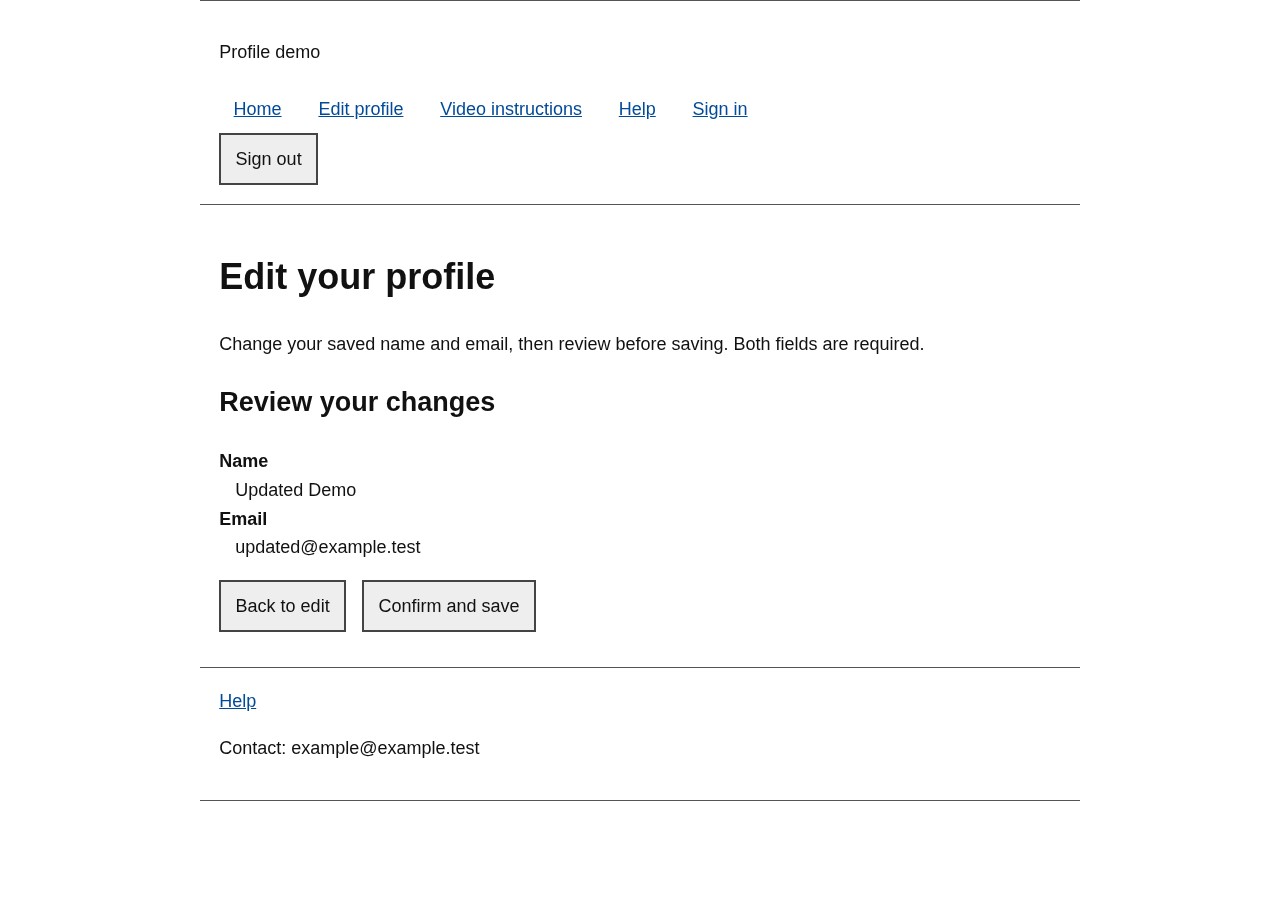 Profile demo
Home Edit profile Video instructions Help Sign in
Sign out
Edit your profile
Change your saved name and email, then review before saving. Both fields are required.
Review your changes
Name
Updated Demo
Email
updated@example.test
Back to edit Confirm and save
Help
Contact: example@example.test